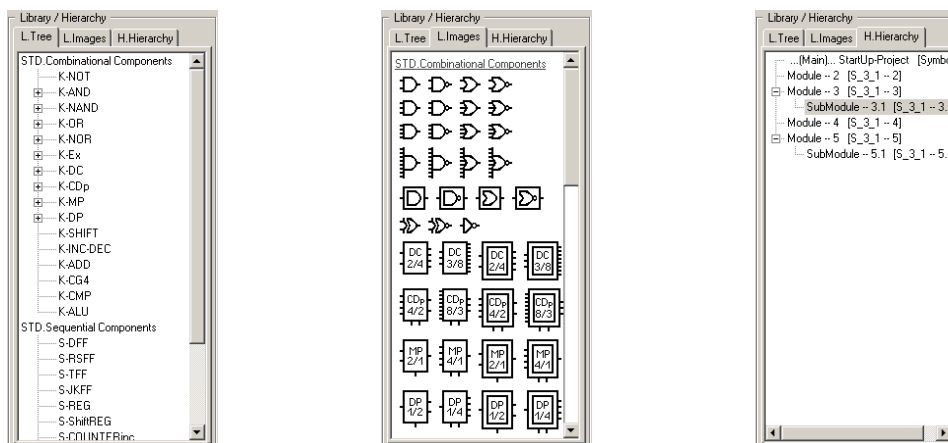 Library / Hierarchy
L.Tree L.Images H.Hierarchy
STD.Combinational Components
K-NOT
K-AND
K-NAND
K-OR
K-NOR
K-Ex
K-DC
K-CDp
K-MP
K-DP
K-SHIFT
K-INC-DEC
K-ADD
K-CG4
K-CMP
K-ALU
STD.Sequential Components
S-DFF
S-RSFF
S-TFF
S-JKFF
S-REG
S-ShiftREG
S-COUNTERinc
Library / Hierarchy
L.Tree L.Images H.Hierarchy
STD.Combinational Components
DC 2/4 DC 3/8 DC 2/4 DC 3/8
CDp 4/2 CDp 8/3 CDp 4/2 CDp 8/3
MP 2/1 MP 4/1 MP 2/1 MP 4/1
DP 1/2 DP 1/4 DP 1/2 DP 1/4
Library / Hierarchy
L.Tree L.Images H.Hierarchy
...(Main)... StartUp-Project [Symbo
Module -- 2 [S_3_1 -- 2]
Module -- 3 [S_3_1 -- 3]
SubModule -- 3.1 [S_3_1 -- 3.
Module -- 4 [S_3_1 -- 4]
Module -- 5 [S_3_1 -- 5]
SubModule -- 5.1 [S_3_1 -- 5.